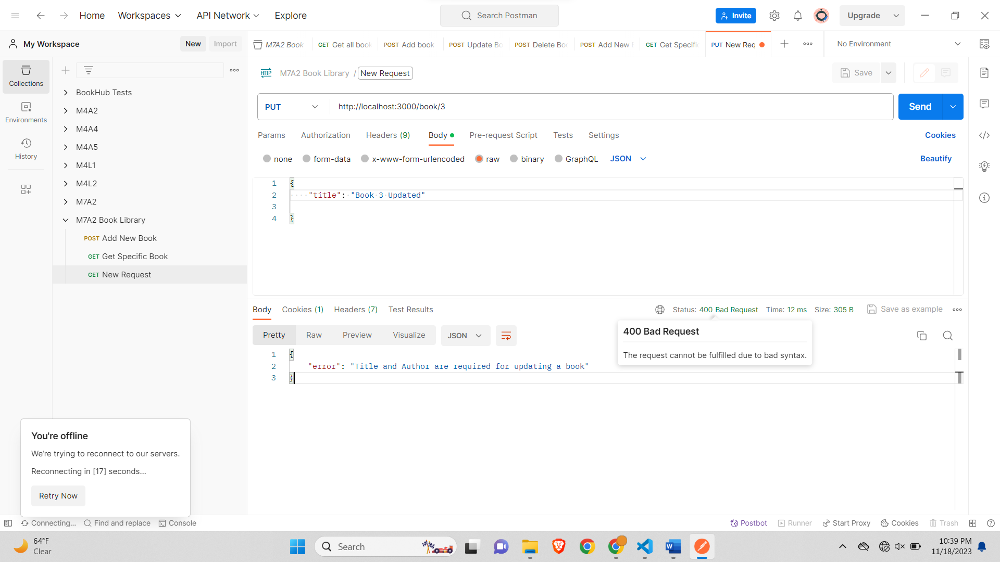 Home Workspaces API Network Explore Search Postman Invite Upgrade
My Workspace New Import
M7A2 Book GET Get all book POST Add book POST Update Bo POST Delete Boo POST Add New GET Get Specific PUT New Req No Environment
Collections
Environments
History
BookHub Tests
M4A2
M4A4
M4A5
M4L1
M4L2
M7A2
M7A2 Book Library
POST Add New Book
GET Get Specific Book
GET New Request
HTTP M7A2 Book Library / New Request Save
PUT http://localhost:3000/book/3 Send
Params Authorization Headers (9) Body Pre-request Script Tests Settings Cookies
none form-data x-www-form-urlencoded raw binary GraphQL JSON Beautify
1 {
2 "title": "Book 3 Updated"
3
4 }
Body Cookies (1) Headers (7) Test Results Status: 400 Bad Request Time: 12 ms Size: 305 B Save as example
Pretty Raw Preview Visualize JSON
400 Bad Request
The request cannot be fulfilled due to bad syntax.
1 {
2 "error": "Title and Author are required for updating a book"
3 }
You're offline
We're trying to reconnect to our servers.
Reconnecting in [17] seconds...
Retry Now
Connecting... Find and replace Console Postbot Runner Start Proxy Cookies Trash
64°F
Clear
Search
10:39 PM
11/18/2023